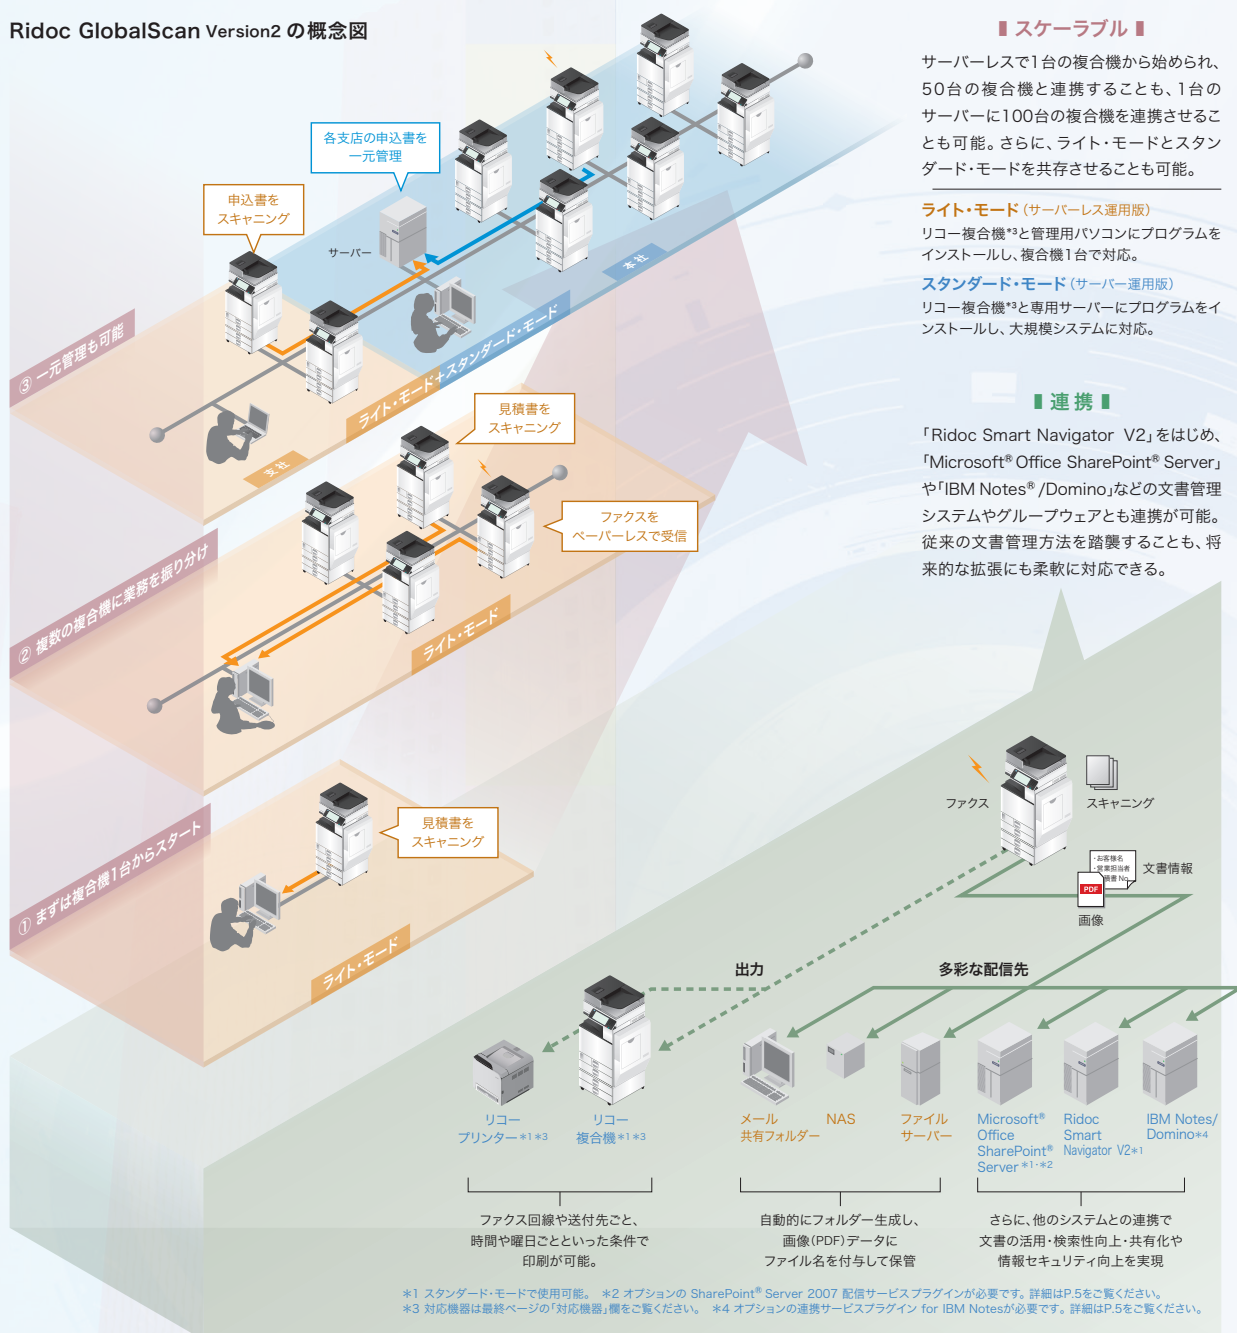 Ridoc GlobalScan Version2 の概念図
▮ スケーラブル ▮
サーバーレスで1台の複合機から始められ、
50台の複合機と連携することも、1台の
サーバーに100台の複合機を連携させるこ
とも可能。さらに、ライト・モードとスタン
ダード・モードを共存させることも可能。
ライト・モード（サーバーレス運用版）
リコー複合機*3と管理用パソコンにプログラムを
インストールし、複合機1台で対応。
スタンダード・モード（サーバー運用版）
リコー複合機*3と専用サーバーにプログラムをイ
ンストールし、大規模システムに対応。
▮ 連携 ▮
「Ridoc Smart Navigator V2」をはじめ、
「Microsoft® Office SharePoint® Server」
や「IBM Notes®/Domino」などの文書管理
システムやグループウェアとも連携が可能。
従来の文書管理方法を踏襲することも、将
来的な拡張にも柔軟に対応できる。
各支店の申込書を
一元管理
申込書を
スキャニング
サーバー
本社
③ 一元管理も可能
ライト・モード+スタンダード・モード
支社
見積書を
スキャニング
ファクスを
ペーパーレスで受信
② 複数の複合機に業務を振り分け
ライト・モード
見積書を
スキャニング
① まずは複合機1台からスタート
ライト・モード
ファクス
スキャニング
・お客様名
・営業担当者
積書 No.
文書情報
PDF
画像
出力
多彩な配信先
リコー
プリンター*1*3
リコー
複合機*1*3
メール
共有フォルダー
NAS
ファイル
サーバー
Microsoft®
Office
SharePoint®
Server *1・*2
Ridoc
Smart
Navigator V2*1
IBM Notes/
Domino*4
ファクス回線や送付先ごと、
時間や曜日ごとといった条件で
印刷が可能。
自動的にフォルダー生成し、
画像(PDF)データに
ファイル名を付与して保管
さらに、他のシステムとの連携で
文書の活用・検索性向上・共有化や
情報セキュリティ向上を実現
*1 スタンダード・モードで使用可能。 *2 オプションの SharePoint® Server 2007 配信サービスプラグインが必要です。詳細はP.5をご覧ください。
*3 対応機器は最終ページの「対応機器」欄をご覧ください。 *4 オプションの連携サービスプラグイン for IBM Notesが必要です。詳細はP.5をご覧ください。